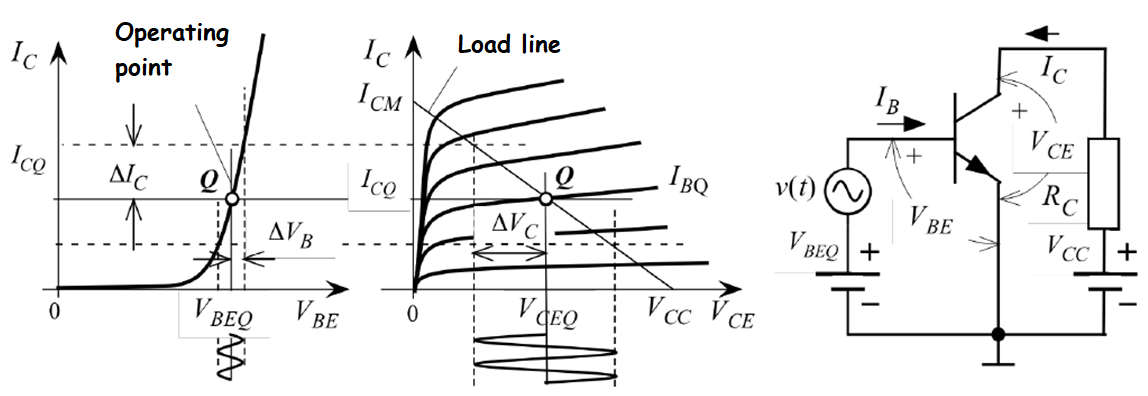 Operating
point
I_C
I_CQ
ΔI_C
Q
ΔV_B
0
V_BEQ
V_BE
I_C
Load line
I_CM
I_CQ
Q
I_BQ
ΔV_C
0
V_CEQ
V_CC
V_CE
I_C
I_B
+
+
V_CE
v(t)
V_BE
R_C
V_BEQ
+
V_CC
+
−
−